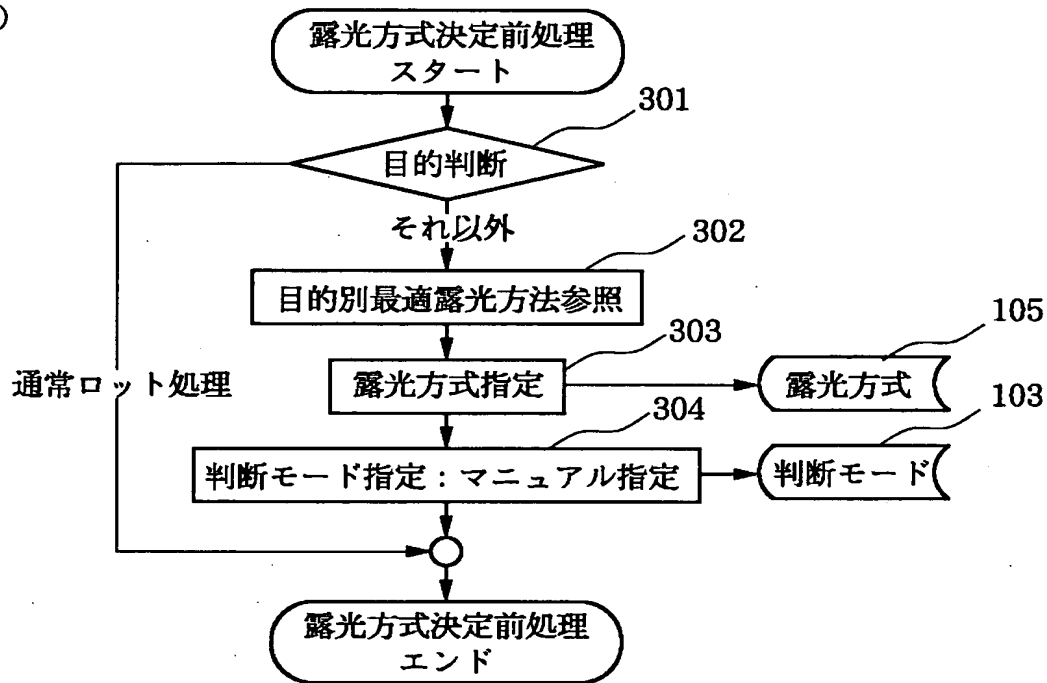 露光方式決定前処理
スタート
301
目的判断
それ以外
302
目的別最適露光方法参照
303
105
通常ロット処理
露光方式指定
露光方式
304
103
判断モード指定：マニュアル指定
判断モード
露光方式決定前処理
エンド